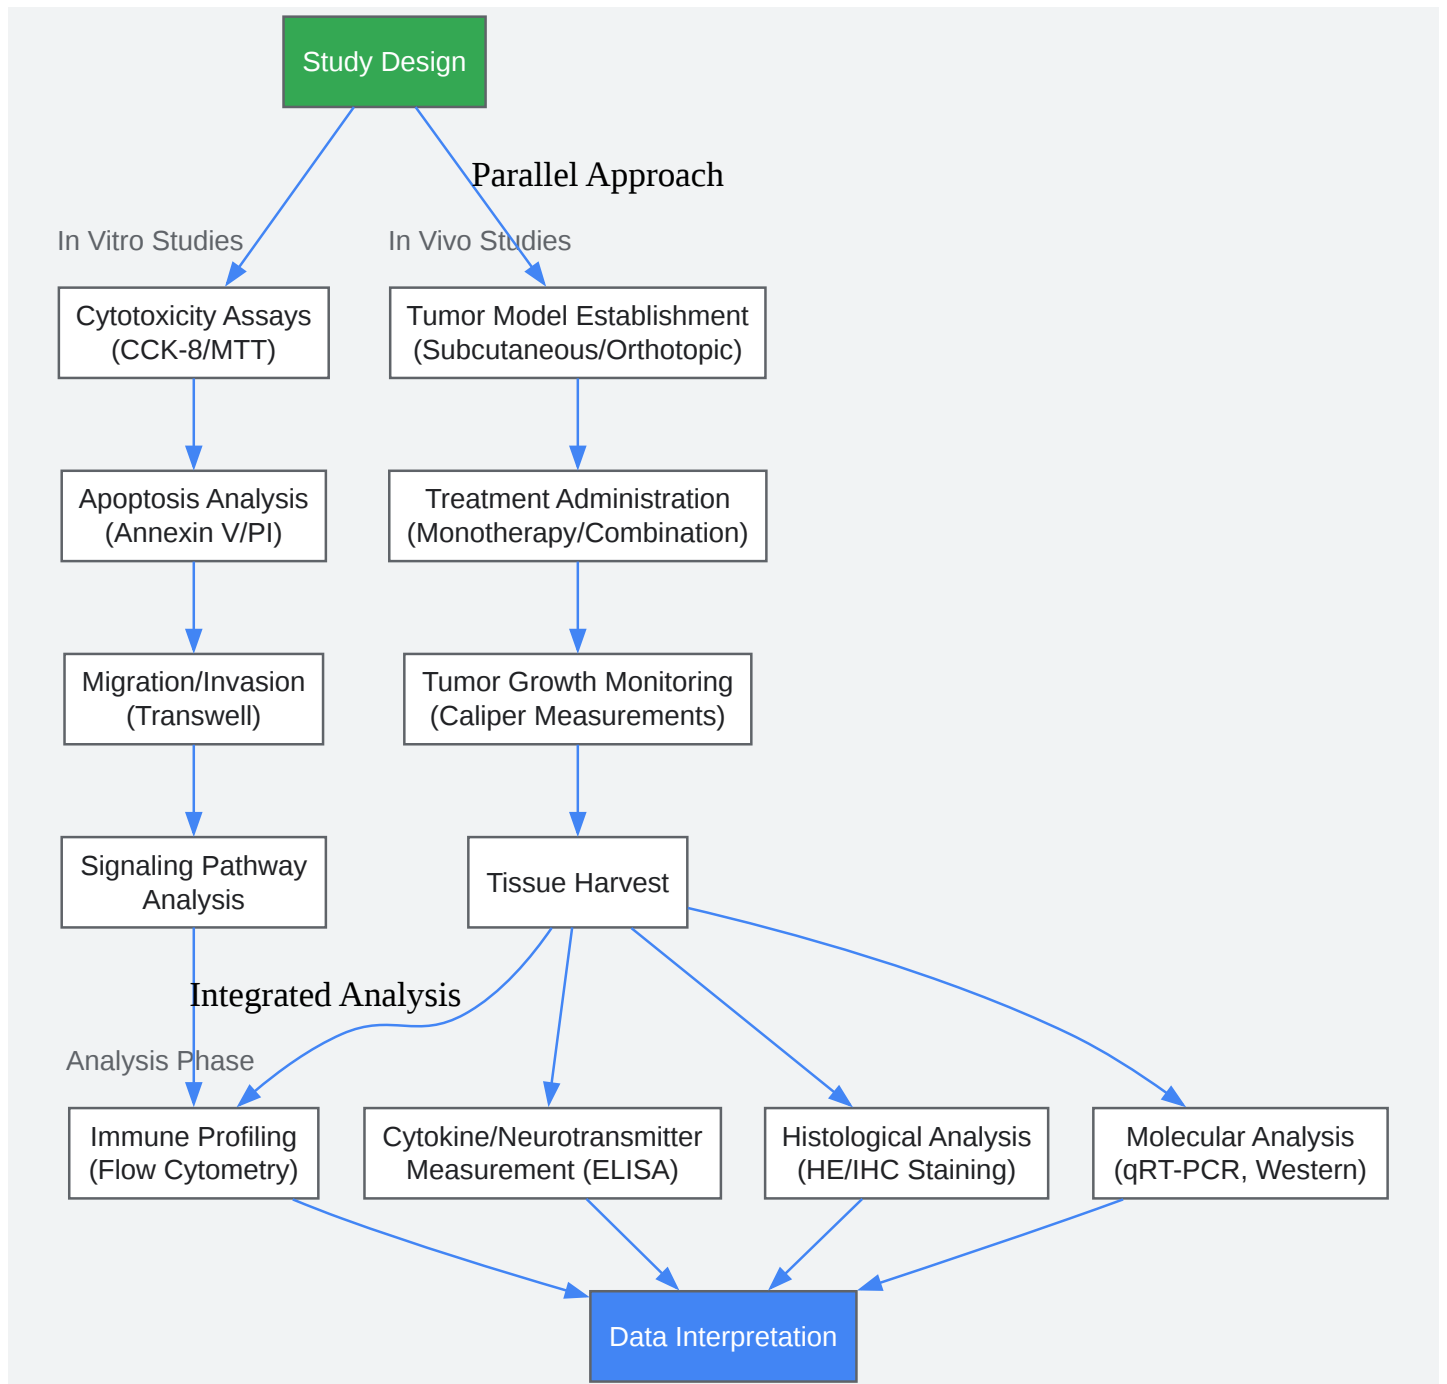 Study Design
Parallel Approach
In Vitro Studies
In Vivo Studies
Cytotoxicity Assays
(CCK-8/MTT)
Tumor Model Establishment
(Subcutaneous/Orthotopic)
Apoptosis Analysis
(Annexin V/PI)
Treatment Administration
(Monotherapy/Combination)
Migration/Invasion
(Transwell)
Tumor Growth Monitoring
(Caliper Measurements)
Signaling Pathway
Analysis
Tissue Harvest
Integrated Analysis
Analysis Phase
Immune Profiling
(Flow Cytometry)
Cytokine/Neurotransmitter
Measurement (ELISA)
Histological Analysis
(HE/IHC Staining)
Molecular Analysis
(qRT-PCR, Western)
Data Interpretation